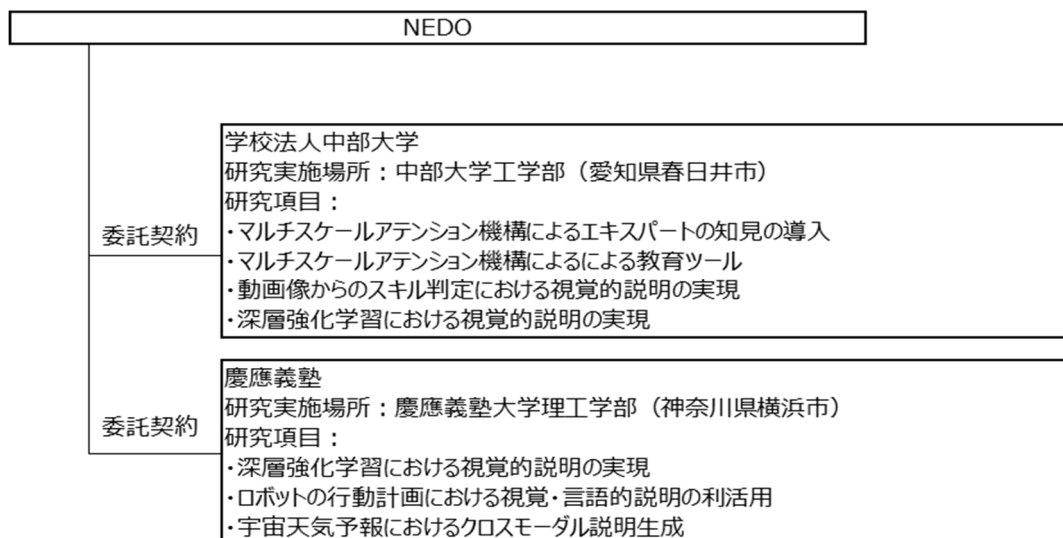 NEDO
学校法人中部大学
研究実施場所：中部大学工学部（愛知県春日井市）
研究項目：
委託契約
・マルチスケールアテンション機構によるエキスパートの知見の導入
・マルチスケールアテンション機構によるによる教育ツール
・動画像からのスキル判定における視覚的説明の実現
・深層強化学習における視覚的説明の実現
慶應義塾
研究実施場所：慶應義塾大学理工学部（神奈川県横浜市）
委託契約
研究項目：
・深層強化学習における視覚的説明の実現
・ロボットの行動計画における視覚・言語的説明の利活用
・宇宙天気予報におけるクロスモーダル説明生成